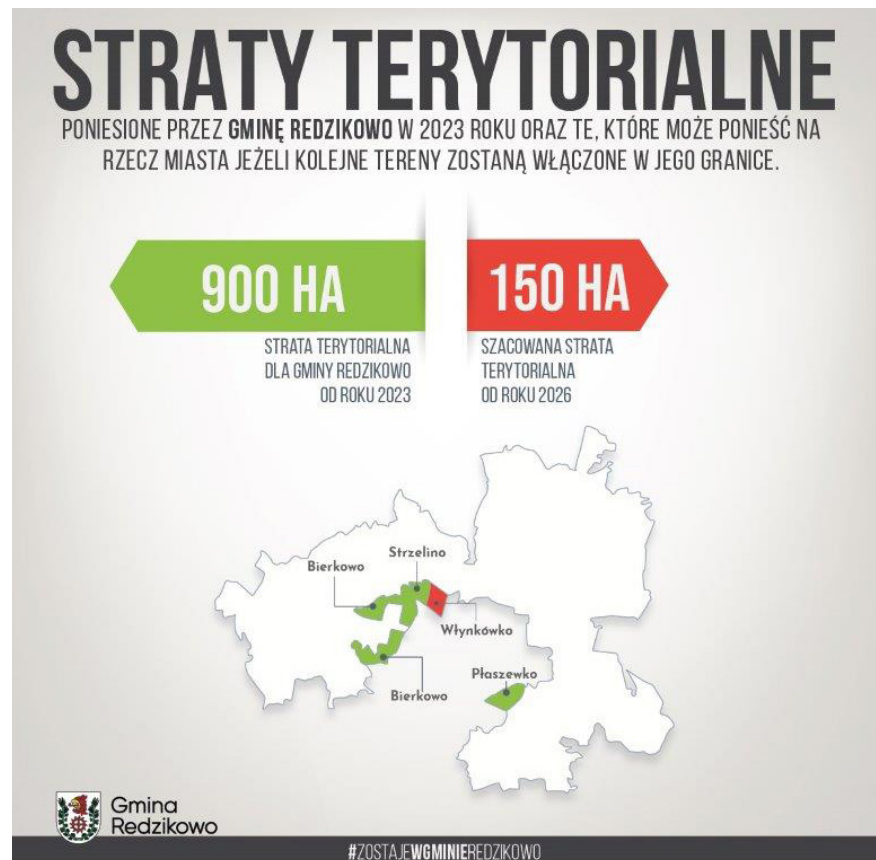 STRATY TERYTORIALNE
PONIESIONE PRZEZ GMINĘ REDZIKOWO W 2023 ROKU ORAZ TE, KTÓRE MOŻE PONIEŚĆ NA
RZECZ MIASTA JEŻELI KOLEJNE TERENY ZOSTANĄ WŁĄCZONE W JEGO GRANICE.
900 HA
STRATA TERYTORIALNA
DLA GMINY REDZIKOWO
OD ROKU 2023
150 HA
SZACOWANA STRATA
TERYTORIALNA
OD ROKU 2026
Strzelino
Bierkowo
Włynkówko
Płaszewko
Bierkowo
Gmina
Redzikowo
#ZOSTAJEWGMINIEREDZIKOWO